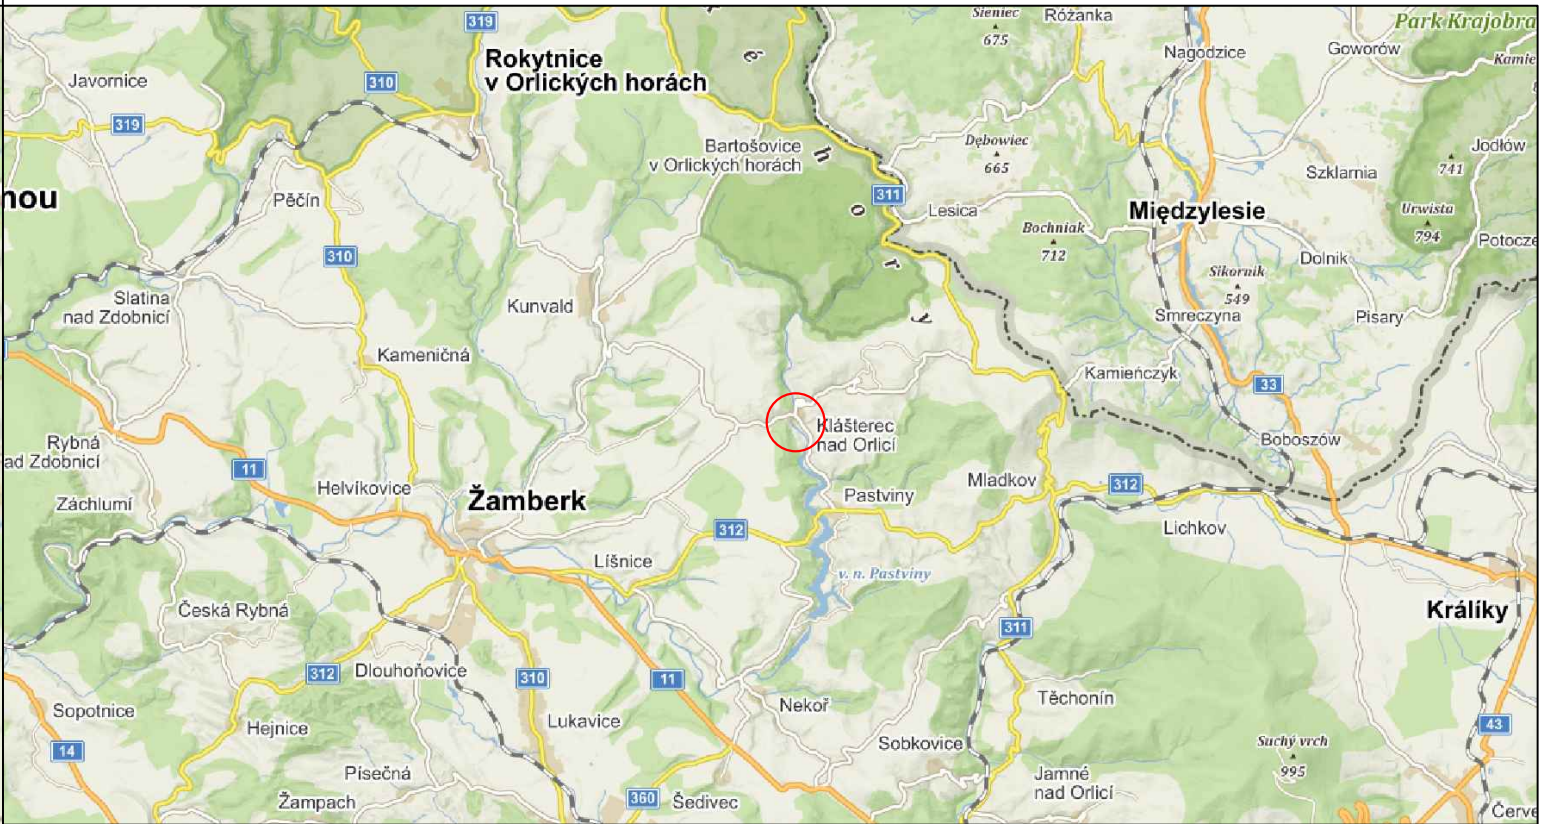 319
Sieniec
675
Różanka
Park Krajobra
Nagodzice
Goworów
Kamie
Rokytnice
v Orlických horách
Javornice
310
é
319
Bartošovice
v Orlických horách
h
Dębowiec
665
Szklarnia
741
Jodłów
nou
Pěčín
311
o
Lesica
Międzylesie
Bochniak
712
Urwista
794
Potocze
310
r
Dolnik
Sikornik
549
Slatina
nad Zdobnicí
Kunvald
y
Smreczyna
Pisary
Kameničná
Kamieńczyk
33
Rybná
ad Zdobnicí
Klášterec
nad Orlicí
Boboszów
11
Helvíkovice
Žamberk
Záchlumí
Pastviny
Mladkov
312
312
Lichkov
Líšnice
v. n. Pastviny
Česká Rybná
Králíky
311
312
Dlouhoňovice
310
11
Těchonín
Sopotnice
Hejnice
Lukavice
Nekoř
43
14
Sobkovice
Suchý vrch
995
Písečná
Žampach
360
Šedivec
Jamné
nad Orlicí
Červe